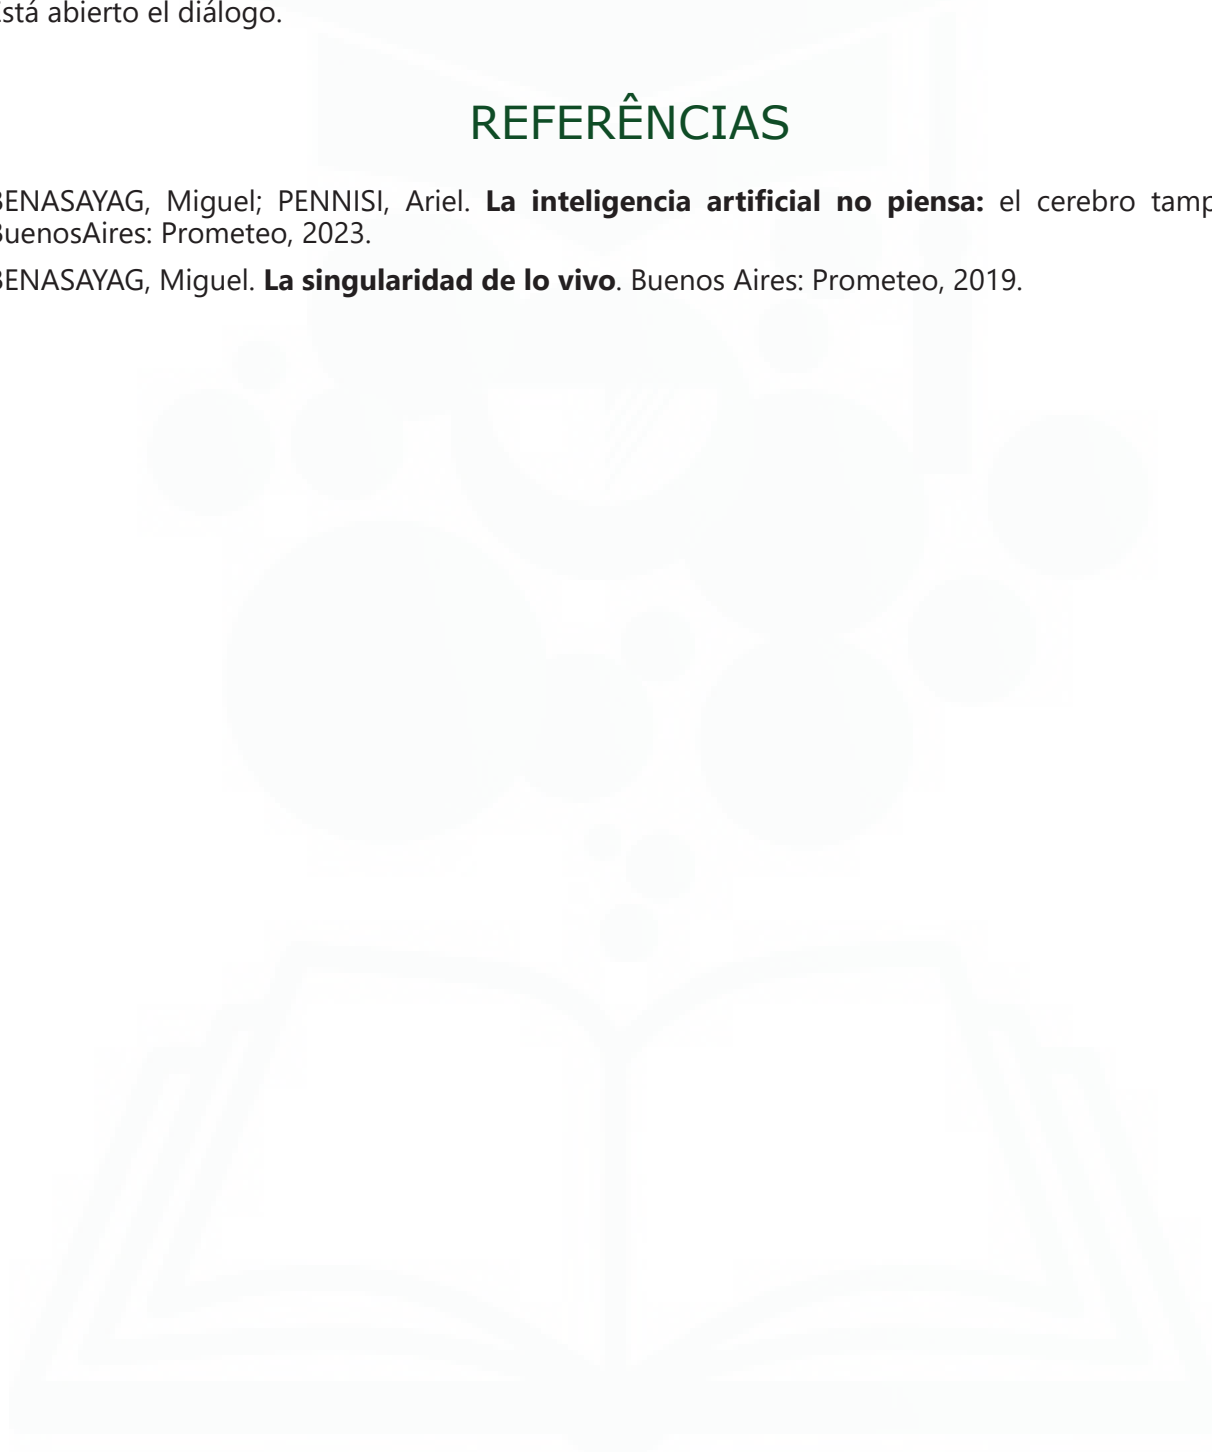 Está abierto el diálogo.
REFERÊNCIAS
BENASAYAG, Miguel; PENNISI, Ariel. La inteligencia artificial no piensa: el cerebro tamp
BuenosAires: Prometeo, 2023.
BENASAYAG, Miguel. La singularidad de lo vivo. Buenos Aires: Prometeo, 2019.